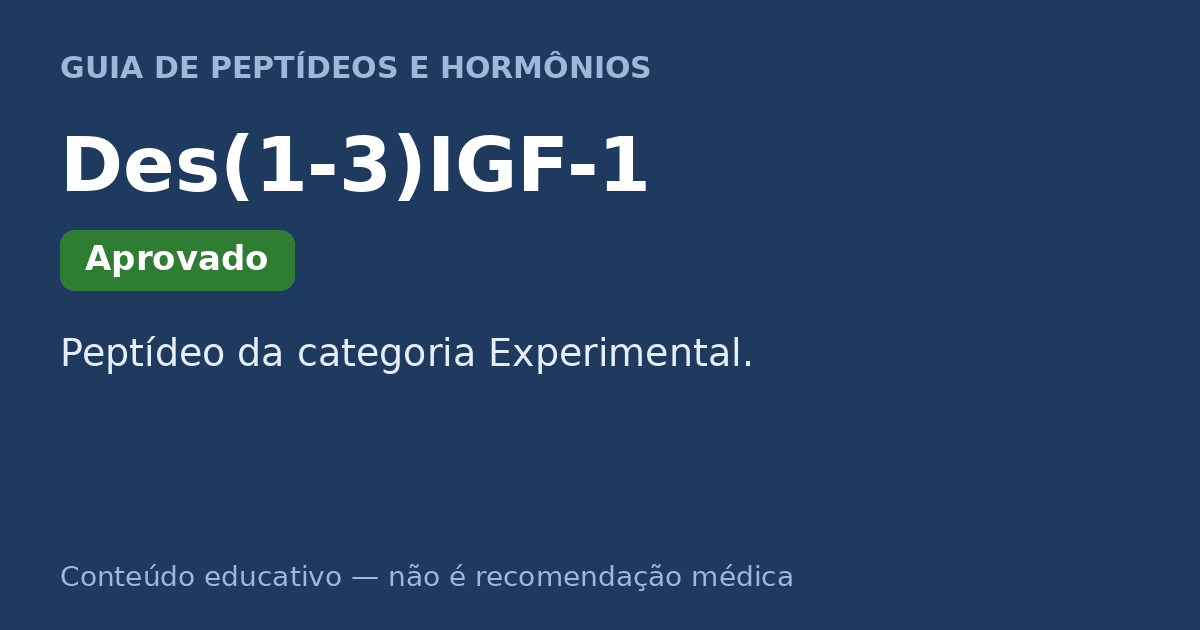 GUIA DE PEPTÍDEOS E HORMÔNIOS
Des(1-3)IGF-1
Aprovado
Peptídeo da categoria Experimental.
Conteúdo educativo — não é recomendação médica